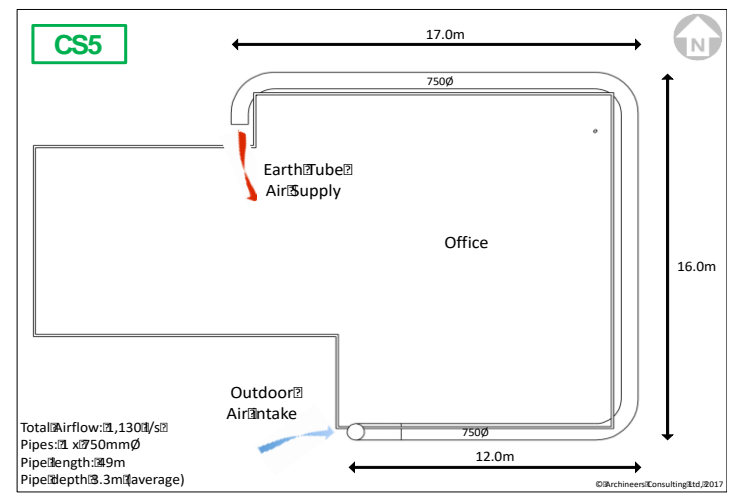 CS5
17.0m
N
750Ø
Earth Tube
Air Supply
Office
16.0m
Outdoor
Air Intake
Total Airflow: 1,130 l/s
Pipes: 1 x 750mmØ
Pipe length: 49m
Pipe depth 3.3m (average)
750Ø
12.0m
© Archineers Consulting Ltd, 2017